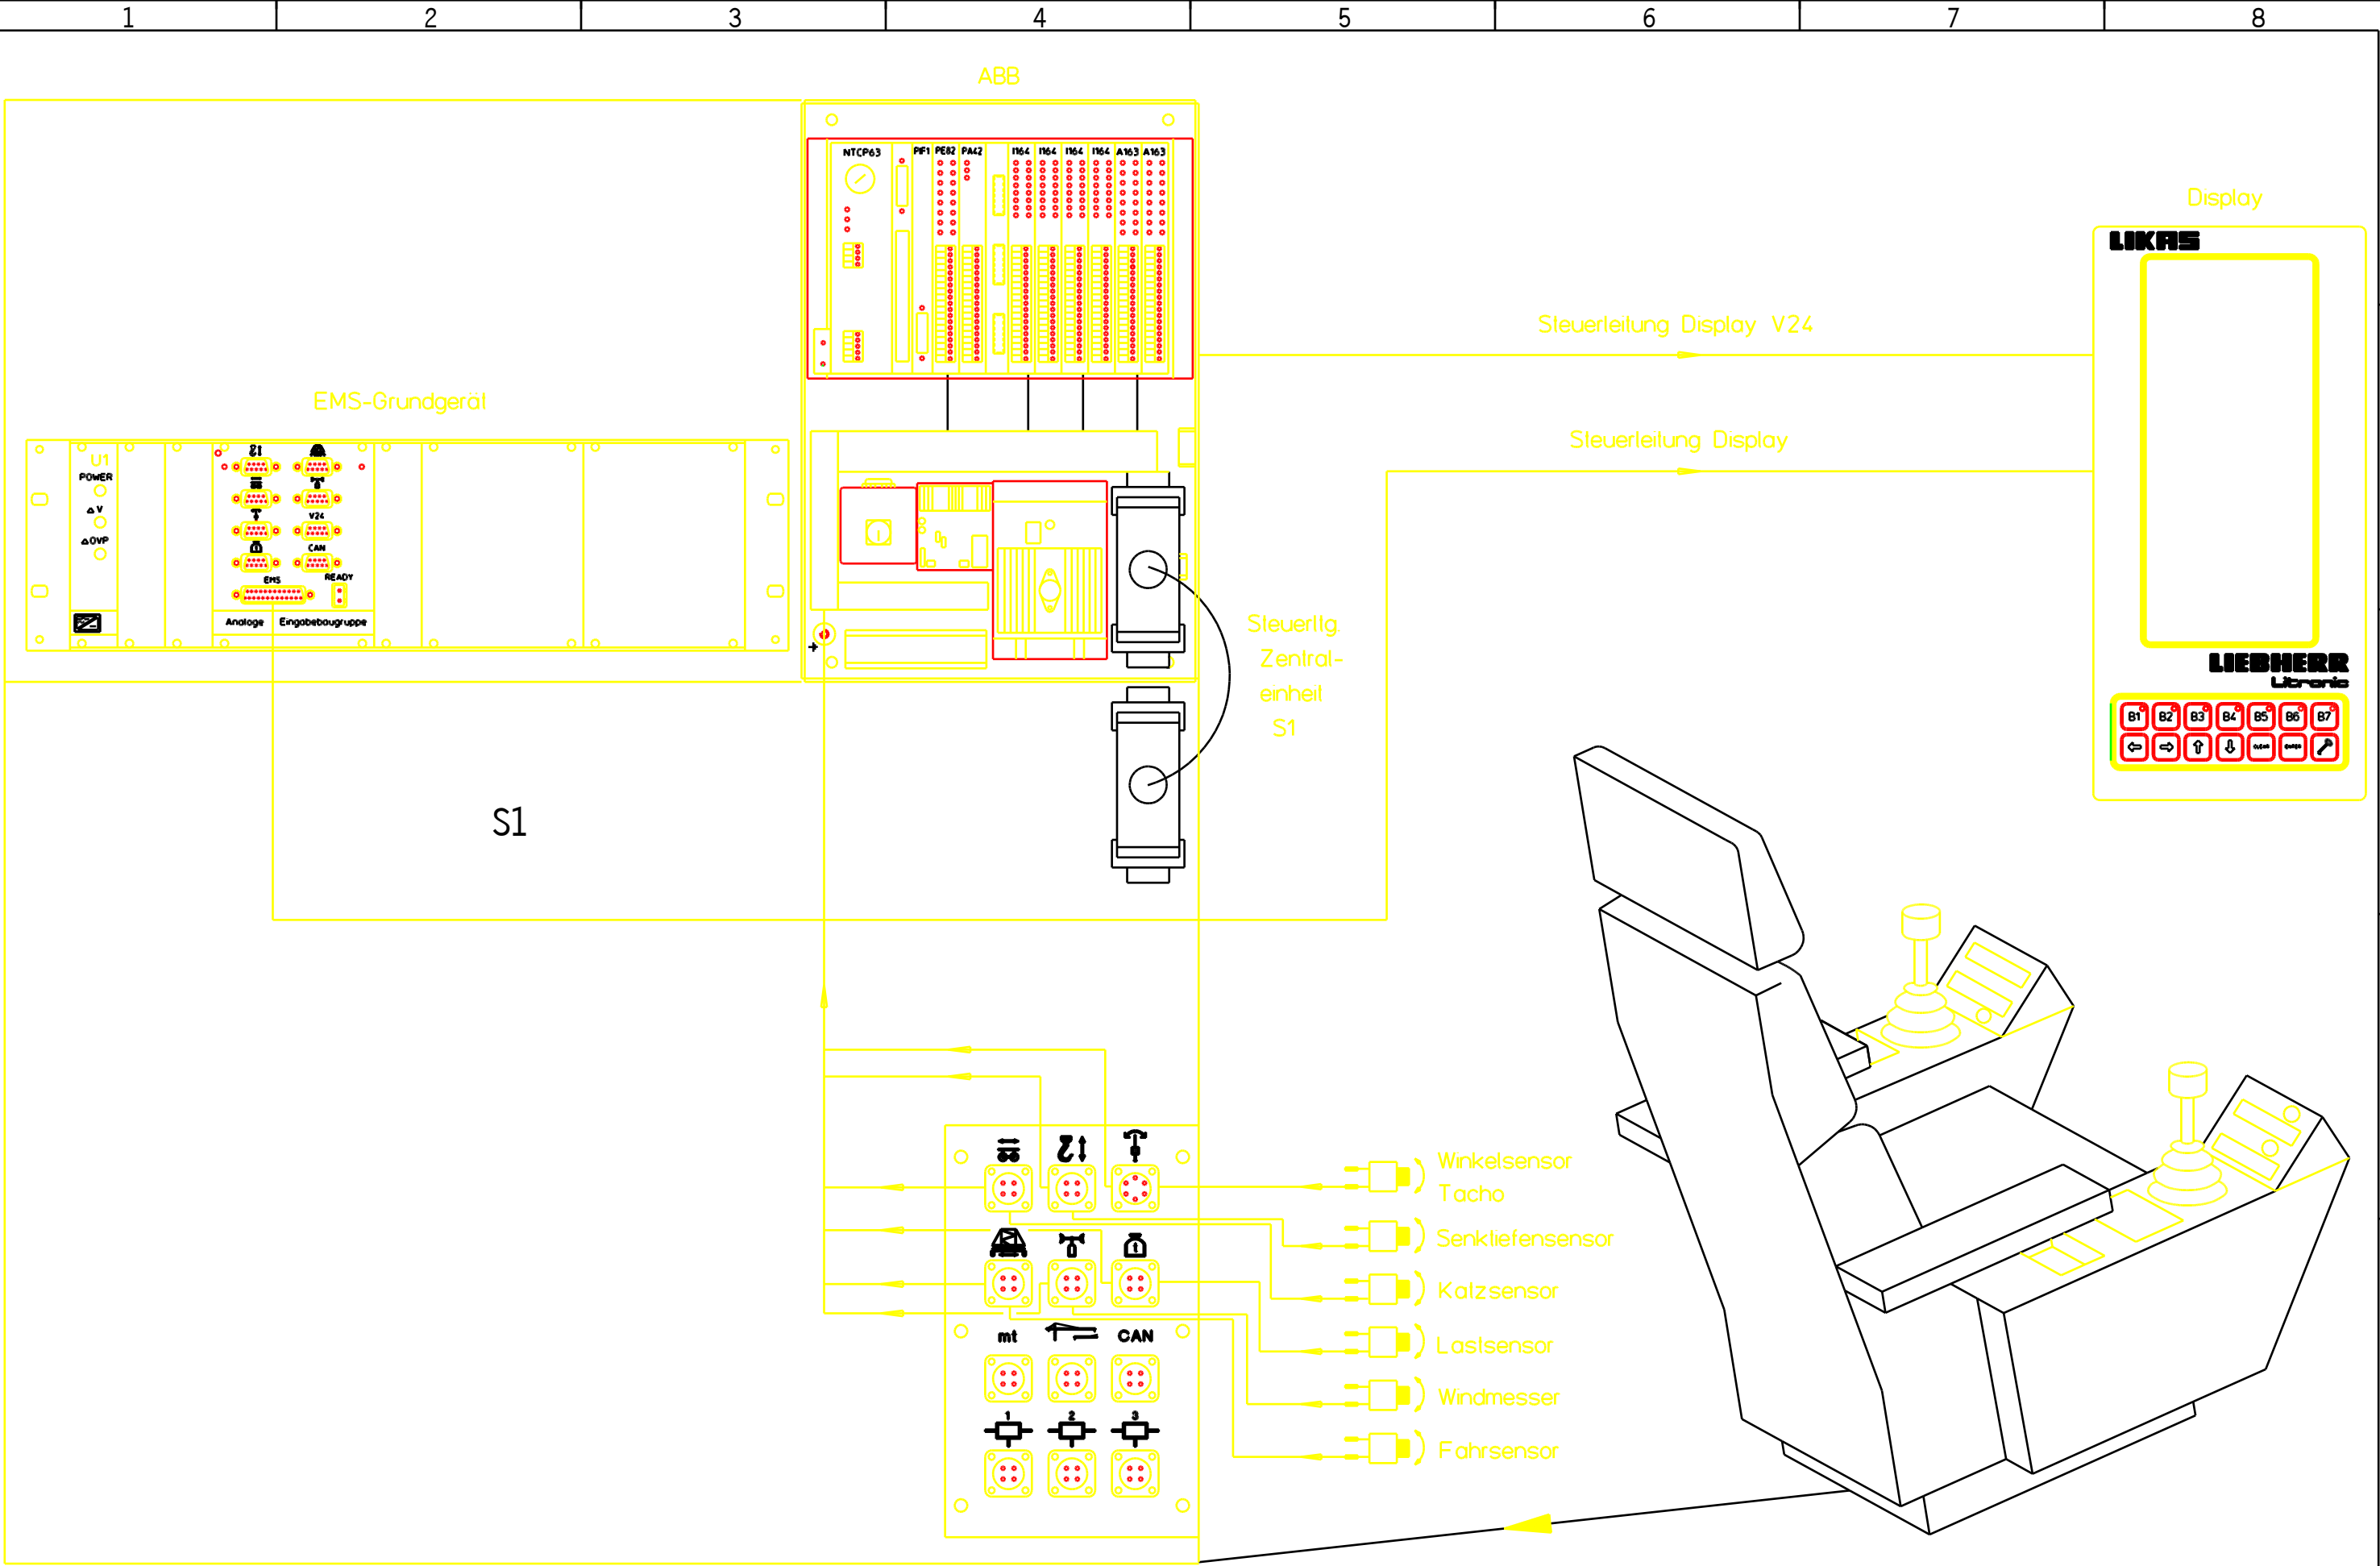 1 2 3 4 5 6 7 8
ABB
NTCP63 PIF1 PE82 PA42 I164 I164 I164 I164 A163 A163
Display
LIKAS
Steuerleitung Display V24
Steuerleitung Display
EMS-Grundgerät
U1
POWER
△ V
△ OVP
V24
CAN
EMS
READY
Analoge Eingabebaugruppe
+
Steuerltg.
Zentral-
einheit
S1
LIEBHERR
Litronic
B1 B2 B3 B4 B5 B6 B7
S1
Winkelsensor
Tacho
Senktiefensensor
Katzsensor
Lastsensor
Windmesser
Fahrsensor
t
mt
CAN
1 2 3